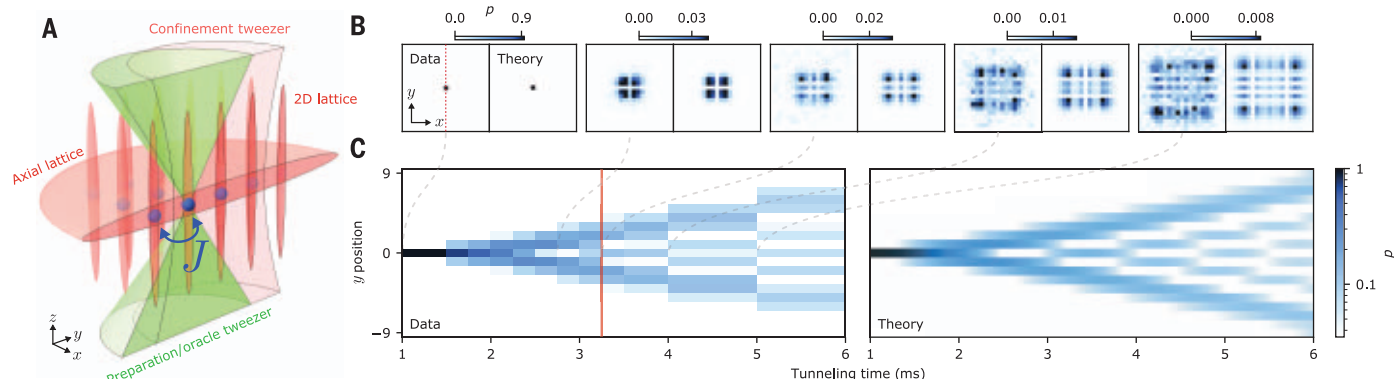 A
Confinement tweezer
2D lattice
Axial lattice
J
Preparation/oracle tweezer
z
y
x
B
p
0.0 0.9
0.00 0.03
0.00 0.02
0.00 0.01
0.000 0.008
Data
Theory
y
x
C
9
0
−9
y position
Data
1 2 3 4 5 6
Theory
1 2 3 4 5 6
Tunneling time (ms)
1
0.1
p